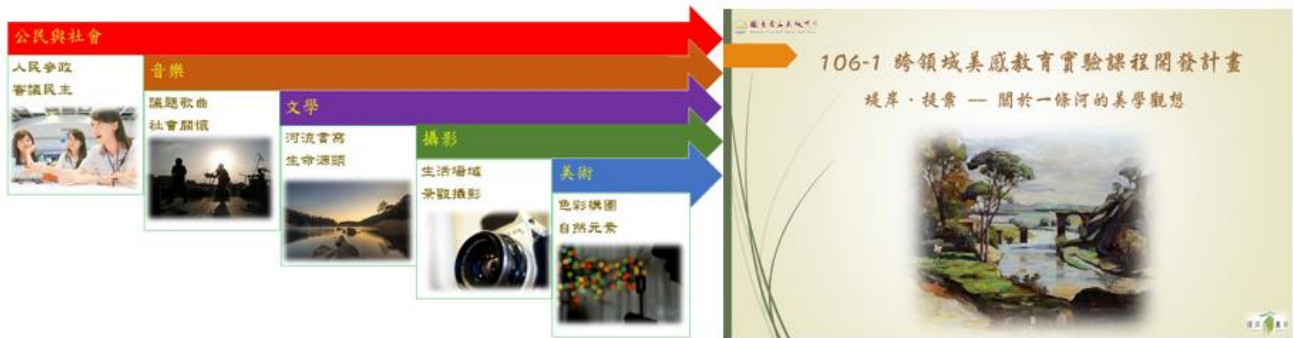 公民與社會
人民參政
審議民主
音樂
議題歌曲
社會關懷
文學
河流書寫
生命源頭
攝影
生活場域
景觀攝影
美術
色彩構圖
自然元素
106-1 跨領域美感教育實驗課程開發計畫
堤岸·提案 — 關於一條河的美學觀想